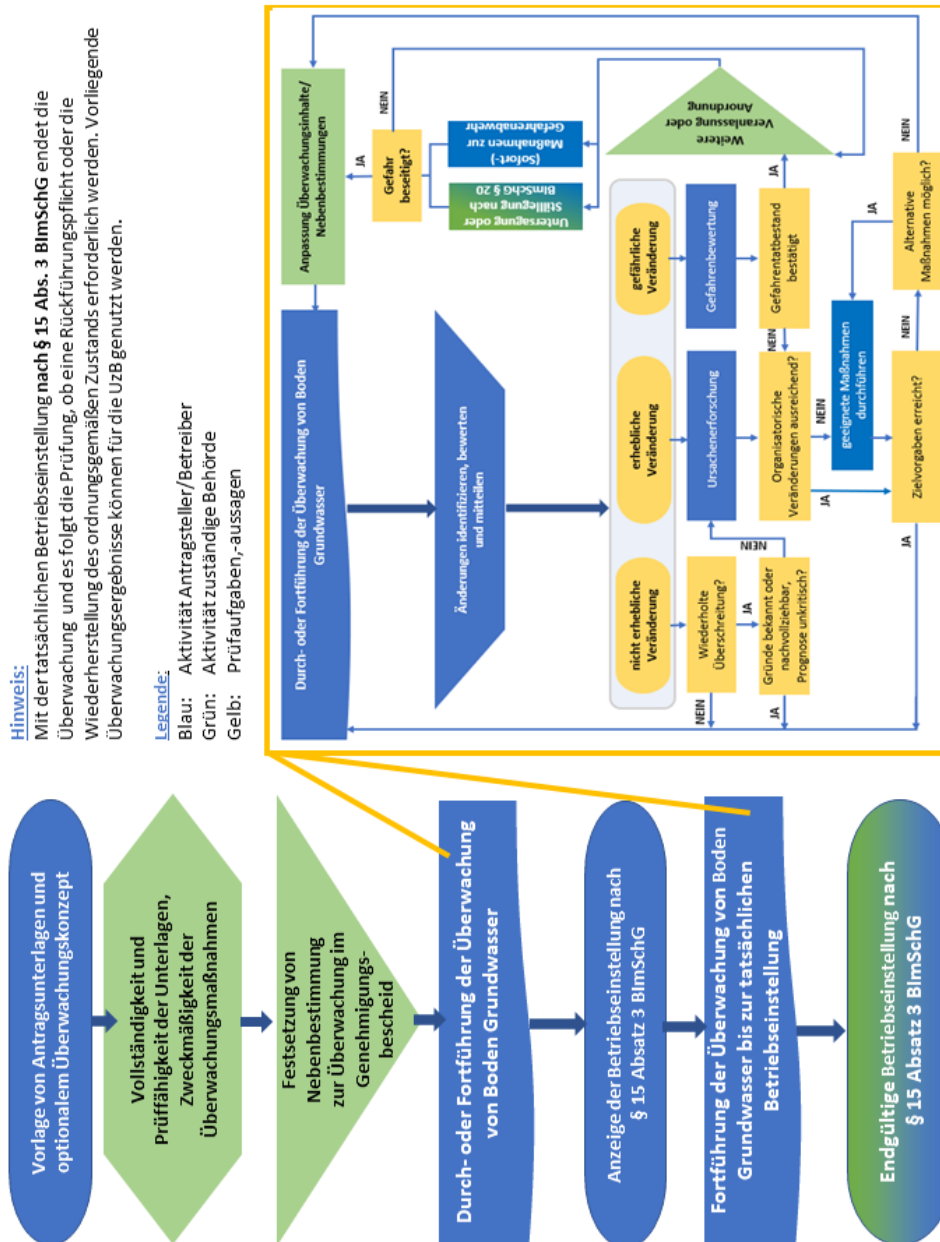 Vorlage von Antragsunterlagen und
optionalem Überwachungskonzept
Vollständigkeit und
Prüffähigkeit der Unterlagen,
Zweckmäßigkeit der
Überwachungsmaßnahmen
Festsetzung von
Nebenbestimmung
zur Überwachung im
Genehmigungs-
bescheid
Durch- oder Fortführung der Überwachung
von Boden Grundwasser
Anzeige der Betriebseinstellung nach
§ 15 Absatz 3 BImSchG
Fortführung der Überwachung von Boden
Grundwasser bis zur tatsächlichen
Betriebseinstellung
Endgültige Betriebseinstellung nach
§ 15 Absatz 3 BImSchG
Hinweis:
Mit der tatsächlichen Betriebseinstellung nach § 15 Abs. 3 BImSchG endet die
Überwachung und es folgt die Prüfung, ob eine Rückführungspflicht oder die
Wiederherstellung des ordnungsgemäßen Zustands erforderlich werden. Vorliegende
Überwachungsergebnisse können für die UzB genutzt werden.
Legende:
Blau: Aktivität Antragsteller/Betreiber
Grün: Aktivität zuständige Behörde
Gelb: Prüfaufgaben,-aussagen
Durch- oder Fortführung der Überwachung von Boden
Grundwasser
Anpassung Überwachungsinhalte/
Nebenbestimmungen
Änderungen identifizieren, bewerten
und mitteilen
JA
Gefahr
beseitigt?
NEIN
Untersagung oder
Stilllegung nach
BImSchG § 20
(Sofort-)
Maßnahmen zur
Gefahrenabwehr
Weitere
Veranlassung oder
Anordnung
nicht erhebliche
Veränderung
erhebliche
Veränderung
gefährliche
Veränderung
Wiederholte
Überschreitung?
Ursachenerforschung
Gefahrenbewertung
NEIN
JA
NEIN
Gründe bekannt oder
nachvollziehbar,
Prognose unkritisch?
JA
Organisatorische
Veränderungen ausreichend?
NEIN
Gefahrentatbestand
bestätigt
JA
JA
NEIN
geeignete Maßnahmen
durchführen
JA
Zielvorgaben erreicht?
JA
NEIN
Alternative
Maßnahmen möglich?
NEIN